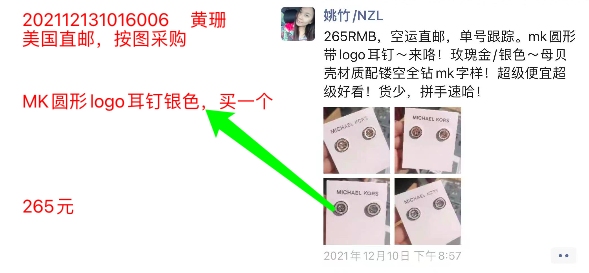 202112131016006 黄珊
美国直邮，按图采购
MK圆形logo耳钉银色，买一个
265元
姚竹/NZL
265RMB，空运直邮，单号跟踪。mk圆形
带logo耳钉～来咯！玫瑰金/银色～母贝
壳材质配镂空全钻mk字样！超级便宜超
级好看！货少，拼手速哈！
MICHAEL KORS
MICHAEL KORS
MICHAEL KORS
MICHAEL KORS
2021年12月10日 下午8:57